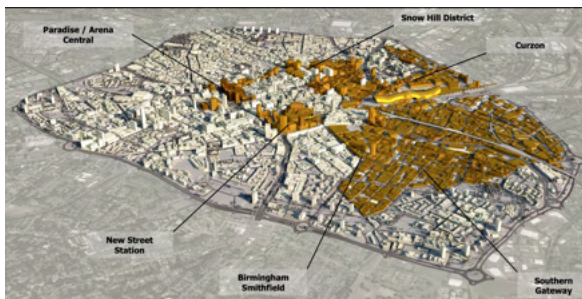 Snow Hill District
Paradise / Arena
Central
Curzon
New Street
Station
Birmingham
Smithfield
Southern
Gateway